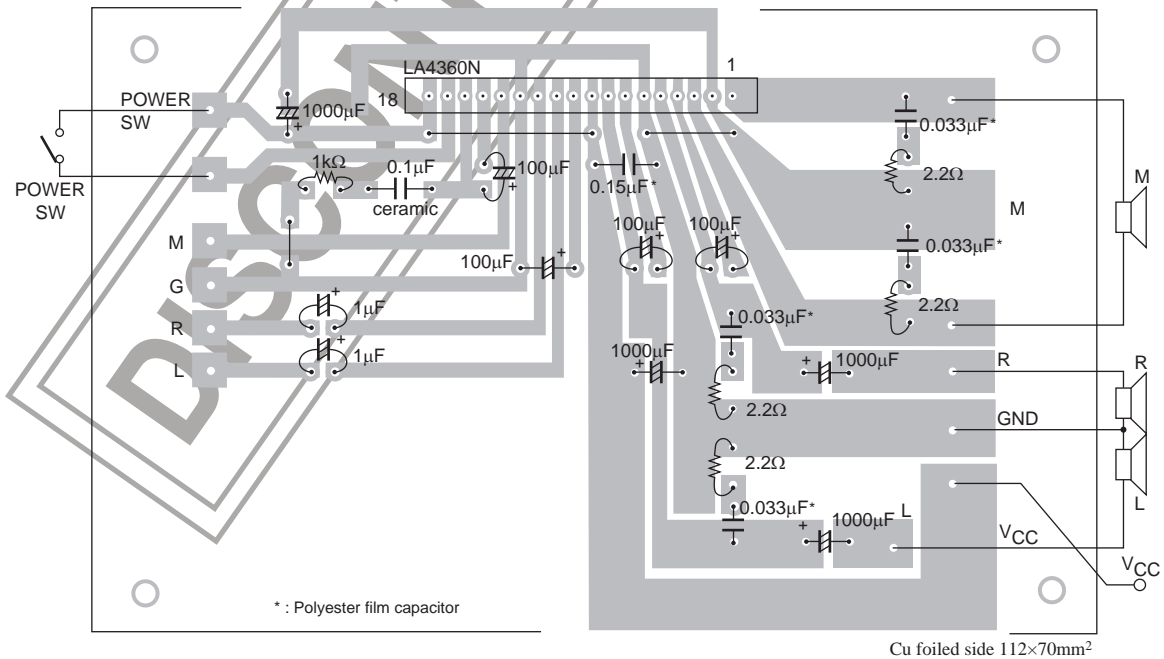 LA4360N 1
18
POWER
SW
1000μF
+
1kΩ
0.1μF
100μF
+
ceramic
0.15μF*
0.033μF*
2.2Ω
M
M
POWER
SW
M
100μF
+
100μF
+
100μF
+
0.033μF*
G
1μF
+
2.2Ω
R
0.033μF*
L
1μF
+
1000μF
+
1000μF
+
R
R
2.2Ω
GND
2.2Ω
L
0.033μF*
1000μF
+
L
VCC
VCC
* : Polyester film capacitor
Cu foiled side 112×70mm²